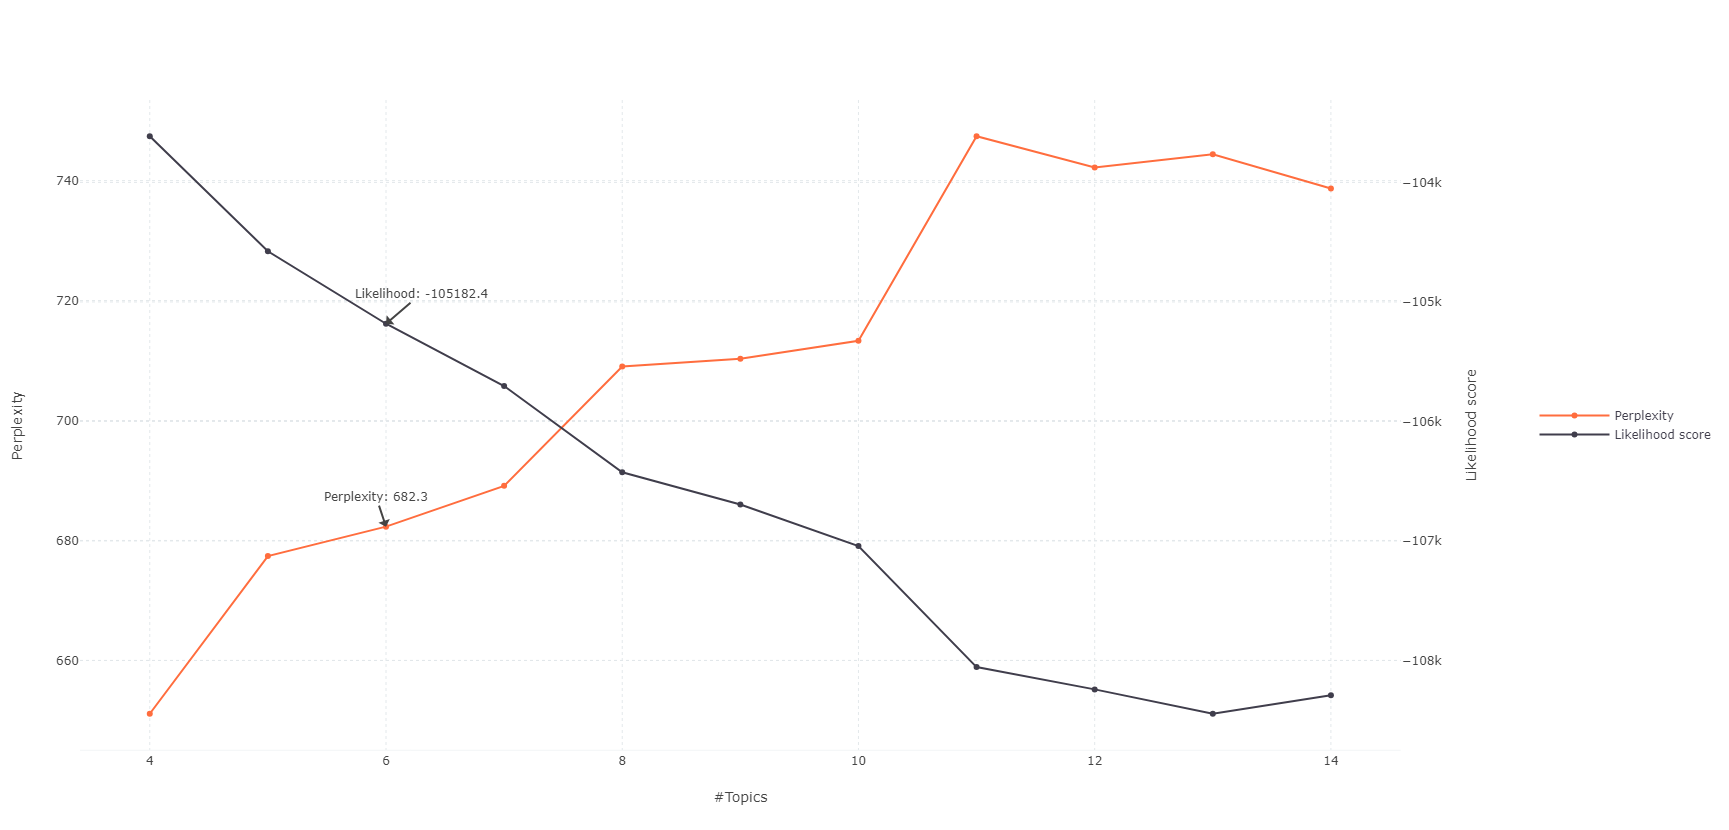 740
720
700
680
660
Perplexity
−104k
−105k
−106k
−107k
−108k
Likelihood score
Likelihood: -105182.4
Perplexity: 682.3
4
6
8
10
12
14
#Topics
Perplexity
Likelihood score